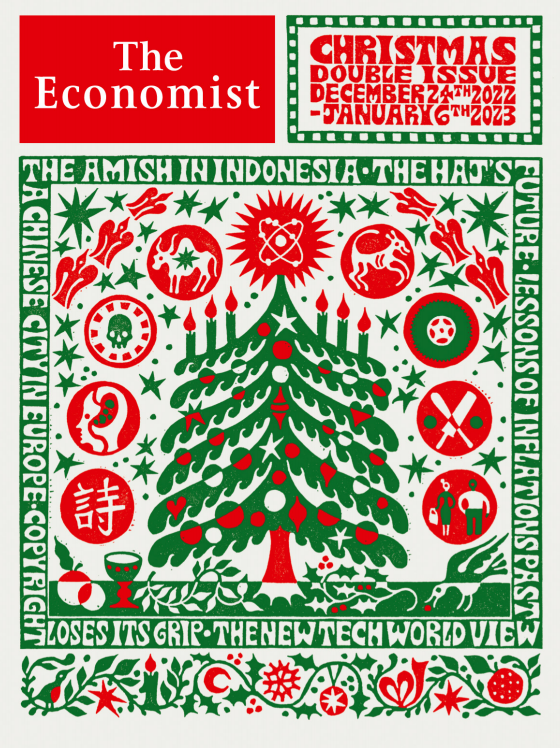 The
Economist
CHRISTMAS
DOUBLE ISSUE
DECEMBER 24TH 2022
-JANUARY 6TH 2023
THE AMISH IN INDONESIA·THE HAJ'S
FUTURE·LESSONS OF INFLATIONS PAST
A CHINESE CITY IN EUROPE·COPYRIGHT
LOSES ITS GRIP·THE NEW TECH WORLD VIEW
詩